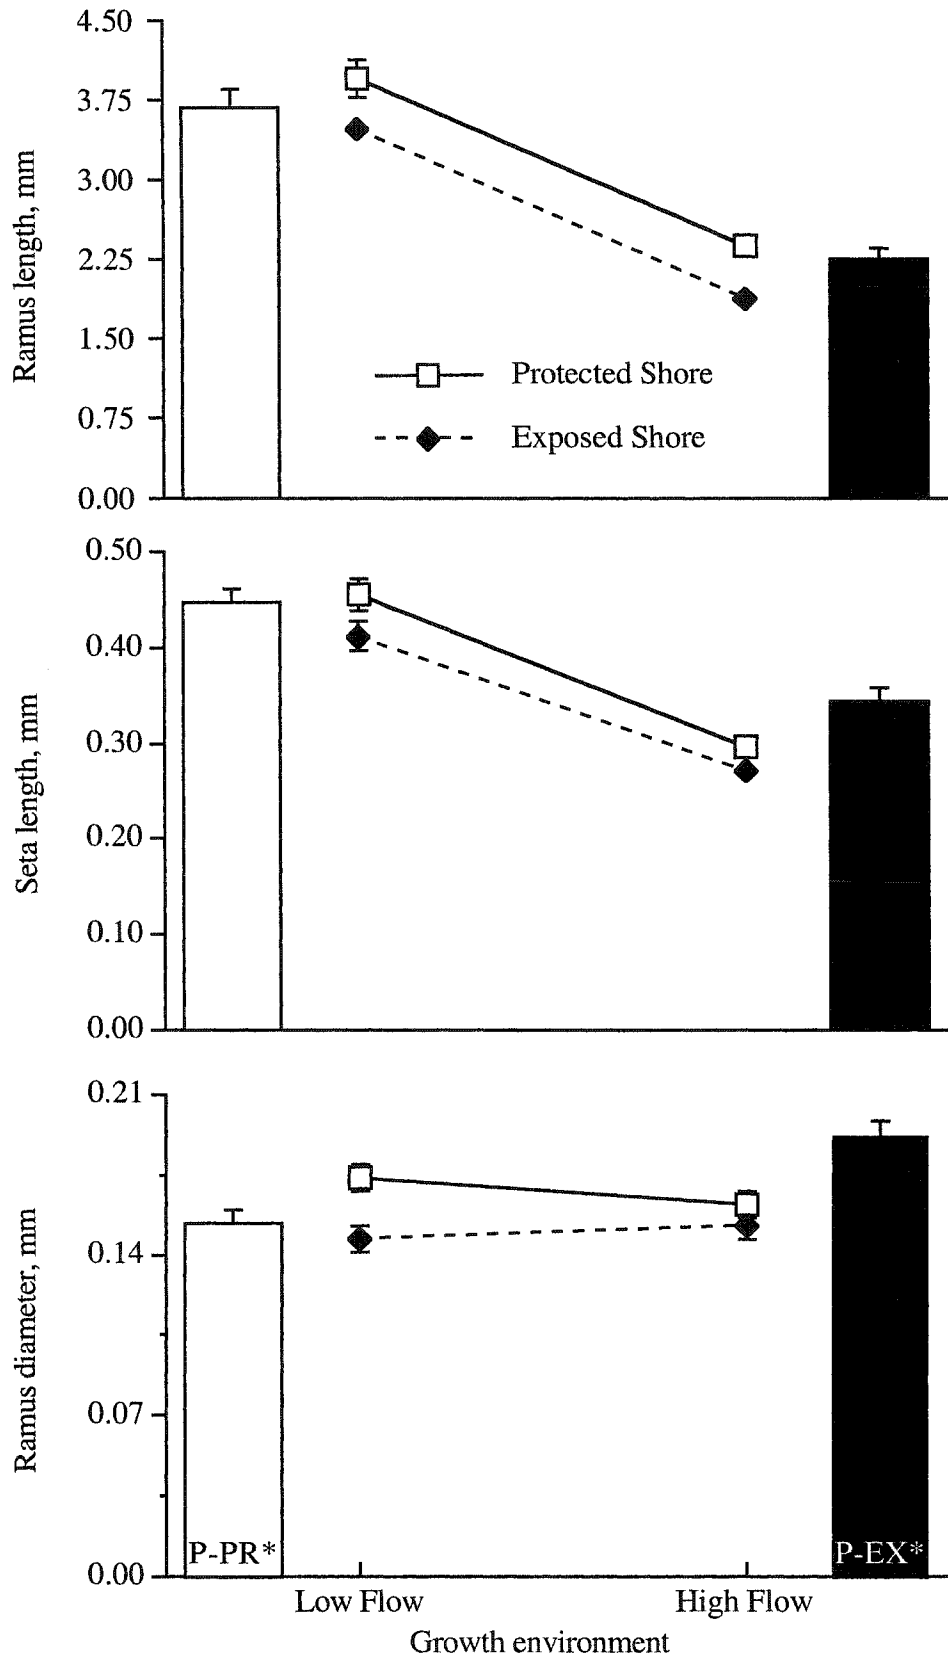 4.50
3.75
3.00
2.25
1.50
0.75
0.00
Ramus length, mm
Protected Shore
Exposed Shore
0.50
0.40
0.30
0.20
0.10
0.00
Seta length, mm
0.21
0.14
0.07
0.00
Ramus diameter, mm
P-PR*
P-EX*
Low Flow
High Flow
Growth environment